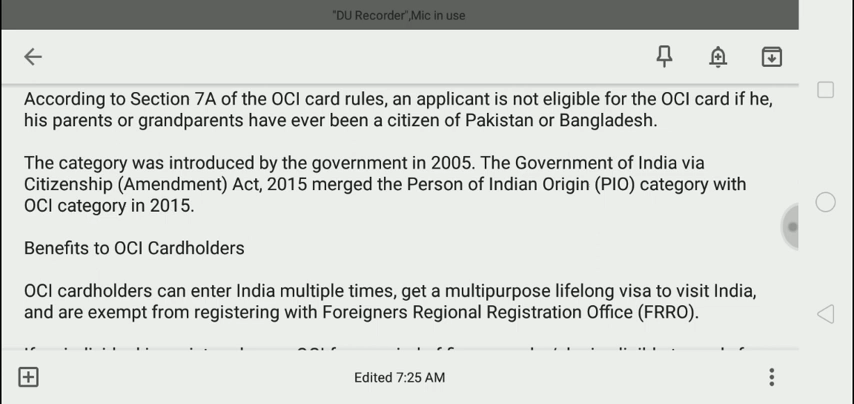 "DU Recorder",Mic in use
According to Section 7A of the OCI card rules, an applicant is not eligible for the OCI card if he,
his parents or grandparents have ever been a citizen of Pakistan or Bangladesh.
The category was introduced by the government in 2005. The Government of India via
Citizenship (Amendment) Act, 2015 merged the Person of Indian Origin (PIO) category with
OCI category in 2015.
Benefits to OCI Cardholders
OCI cardholders can enter India multiple times, get a multipurpose lifelong visa to visit India,
and are exempt from registering with Foreigners Regional Registration Office (FRRO).
Edited 7:25 AM